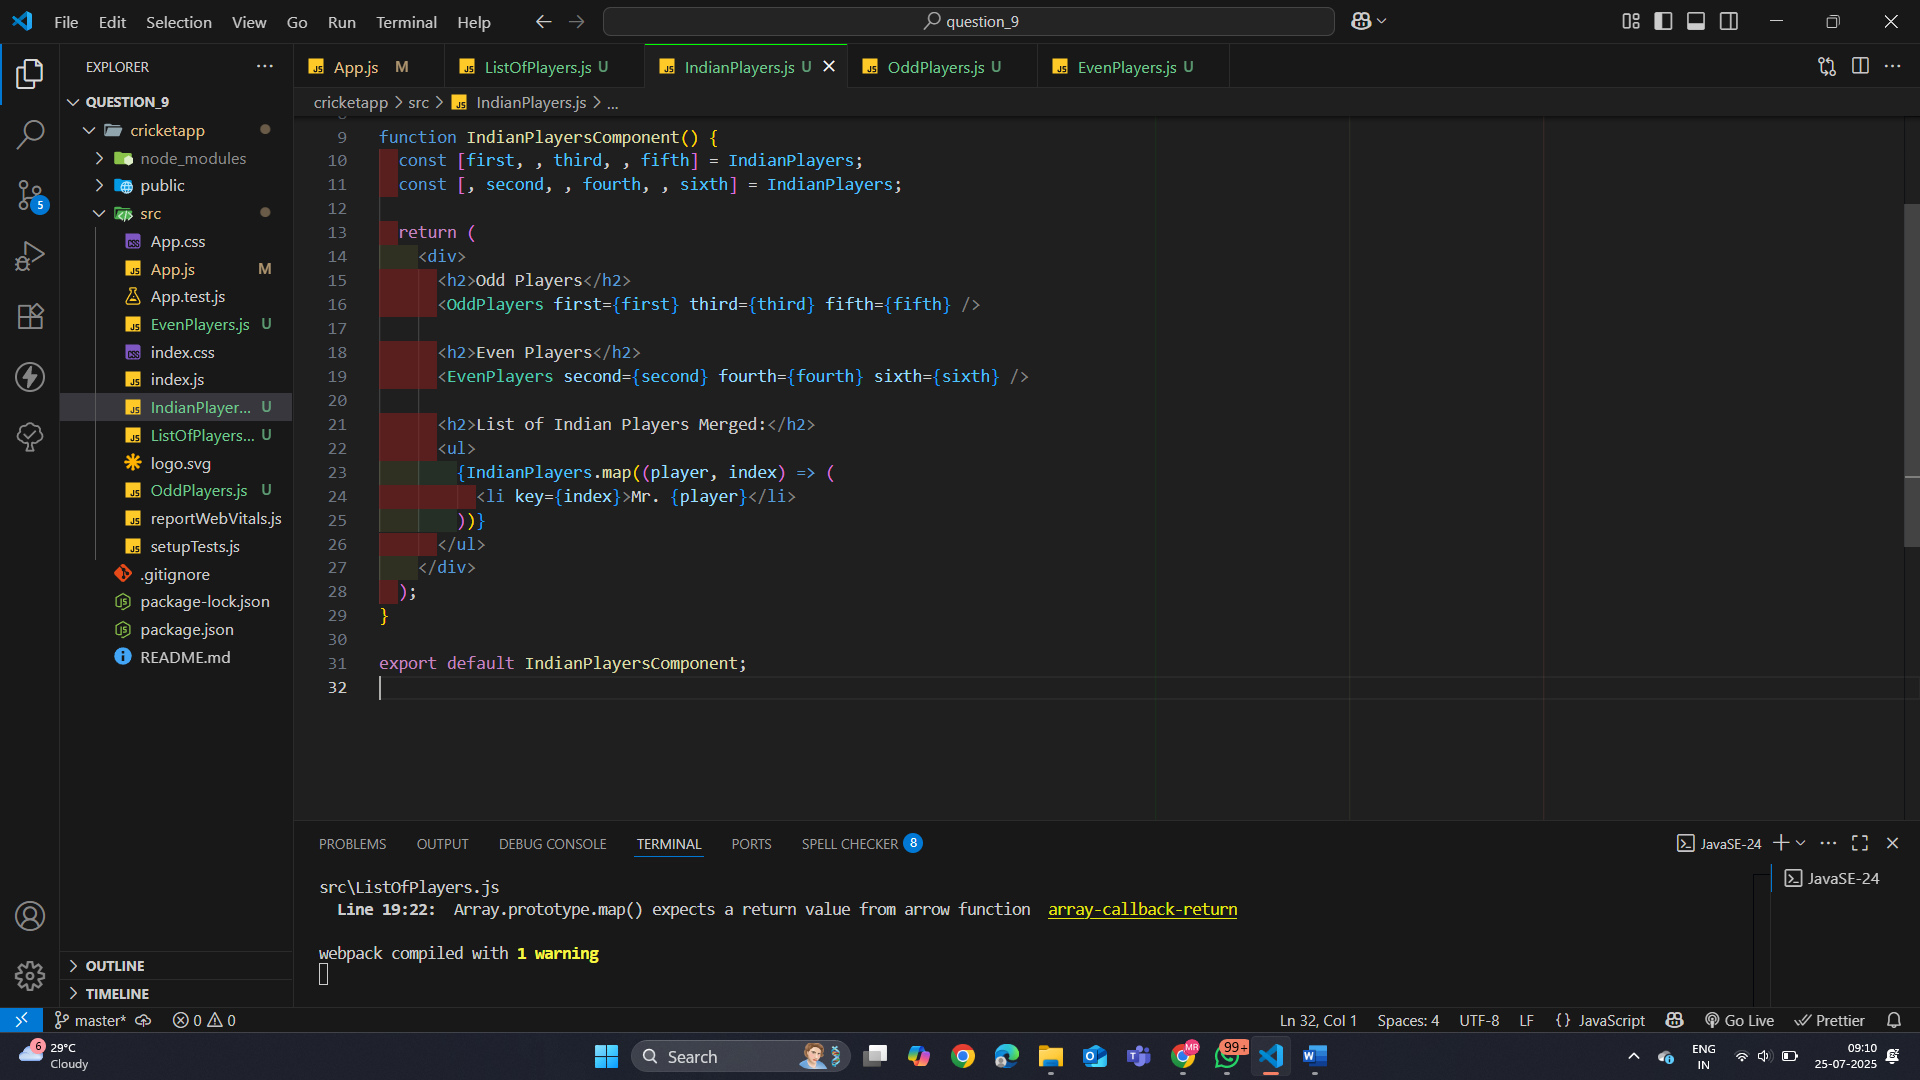 File Edit Selection View Go Run Terminal Help
question_9
EXPLORER
QUESTION_9
cricketapp
node_modules
public
src
App.css
App.js M
App.test.js
EvenPlayers.js U
index.css
index.js
IndianPlayer... U
ListOfPlayers... U
logo.svg
OddPlayers.js U
reportWebVitals.js
setupTests.js
.gitignore
package-lock.json
package.json
README.md
OUTLINE
TIMELINE
5
App.js M
ListOfPlayers.js U
IndianPlayers.js U
OddPlayers.js U
EvenPlayers.js U
cricketapp > src > IndianPlayers.js > ...
9 function IndianPlayersComponent() {
10 const [first, , third, , fifth] = IndianPlayers;
11 const [, second, , fourth, , sixth] = IndianPlayers;
12
13 return (
14 <div>
15 <h2>Odd Players</h2>
16 <OddPlayers first={first} third={third} fifth={fifth} />
17
18 <h2>Even Players</h2>
19 <EvenPlayers second={second} fourth={fourth} sixth={sixth} />
20
21 <h2>List of Indian Players Merged:</h2>
22 <ul>
23 {IndianPlayers.map((player, index) => (
24 <li key={index}>Mr. {player}</li>
25 ))}
26 </ul>
27 </div>
28 );
29 }
30
31 export default IndianPlayersComponent;
32
PROBLEMS OUTPUT DEBUG CONSOLE TERMINAL PORTS SPELL CHECKER 8
JavaSE-24
JavaSE-24
src\ListOfPlayers.js
Line 19:22: Array.prototype.map() expects a return value from arrow function array-callback-return
webpack compiled with 1 warning
master* 0 0
Ln 32, Col 1 Spaces: 4 UTF-8 LF {} JavaScript Go Live Prettier
6
29°C
Cloudy
Search
MR
99+
ENG
IN
09:10
25-07-2025